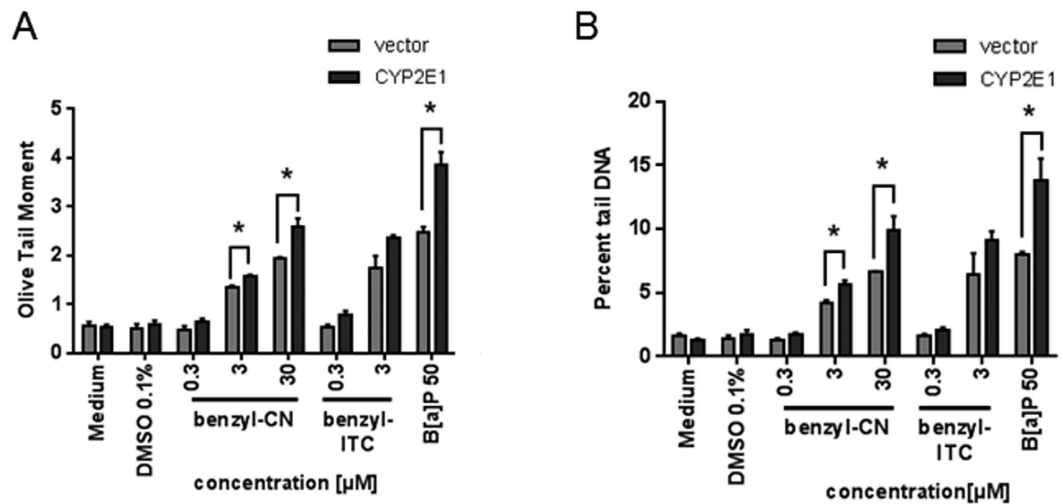 A
vector
CYP2E1
Olive Tail Moment
5
4
3
2
1
0
*
*
*
Medium
DMSO 0.1%
0.3
3
30
0.3
3
B[a]P 50
benzyl-CN
benzyl-
ITC
concentration [µM]
B
vector
CYP2E1
Percent tail DNA
20
15
10
5
0
*
*
*
Medium
DMSO 0.1%
0.3
3
30
0.3
3
B[a]P 50
benzyl-CN
benzyl-
ITC
concentration[µM]